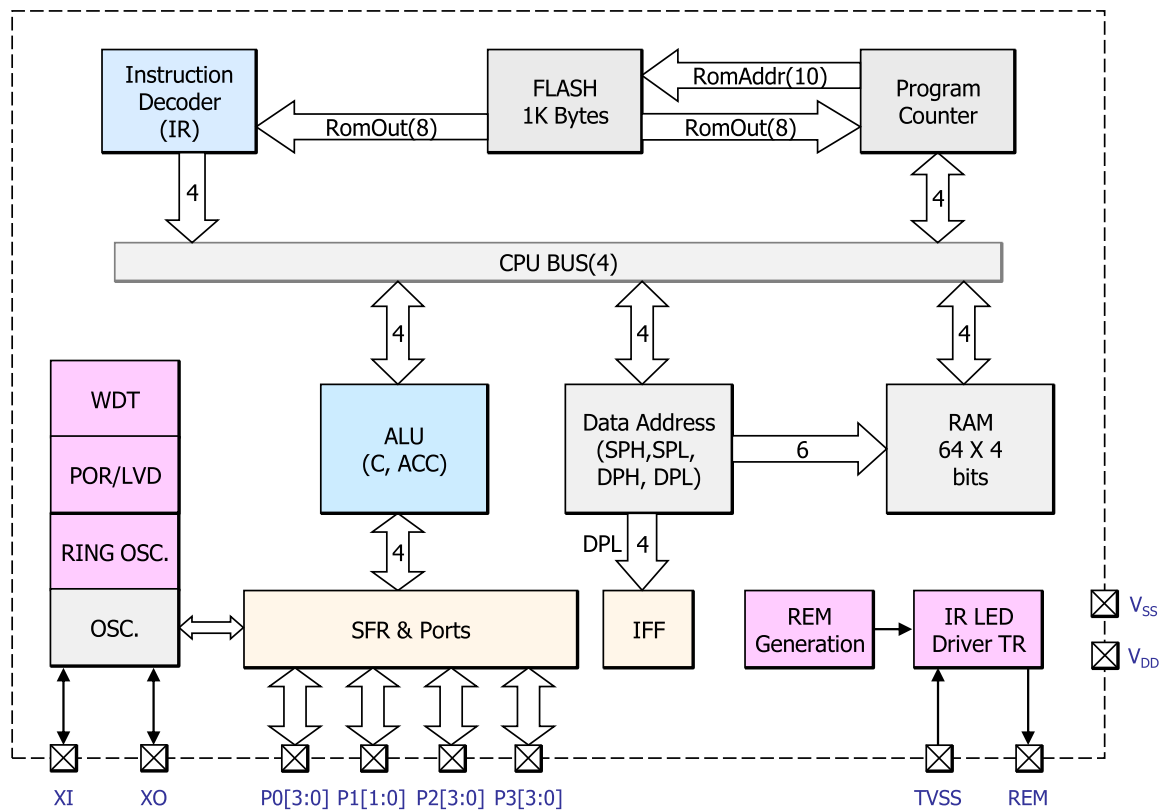 Instruction
Decoder
(IR)
RomOut(8)
FLASH
1K Bytes
RomAddr(10)
RomOut(8)
Program
Counter
4
4
CPU BUS(4)
4
4
4
WDT
POR/LVD
RING OSC.
OSC.
ALU
(C, ACC)
Data Address
(SPH,SPL,
DPH, DPL)
6
RAM
64 X 4
bits
4
DPL
4
SFR & Ports
IFF
REM
Generation
IR LED
Driver TR
VSS
VDD
XI
XO
P0[3:0]
P1[1:0]
P2[3:0]
P3[3:0]
TVSS
REM